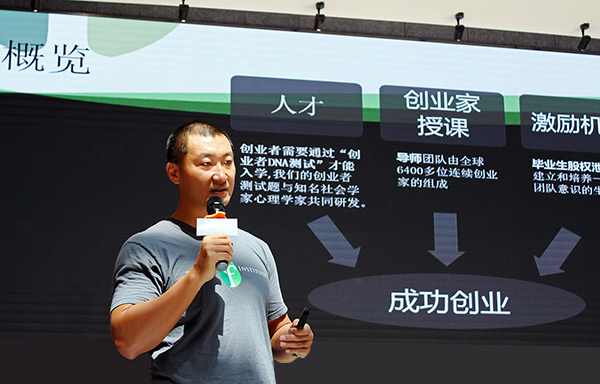 概览
人才
创业者需要通过“创
业者DNA测试”才能
入学,我们的创业者
测试题与知名社会学
家心理学家共同研发。
创业家
授课
导师团队由全球
6400多位连续创业
家的组成
激励机
毕业生股权池
建立和培养一
团队意识的生
成功创业
INSTITUTE